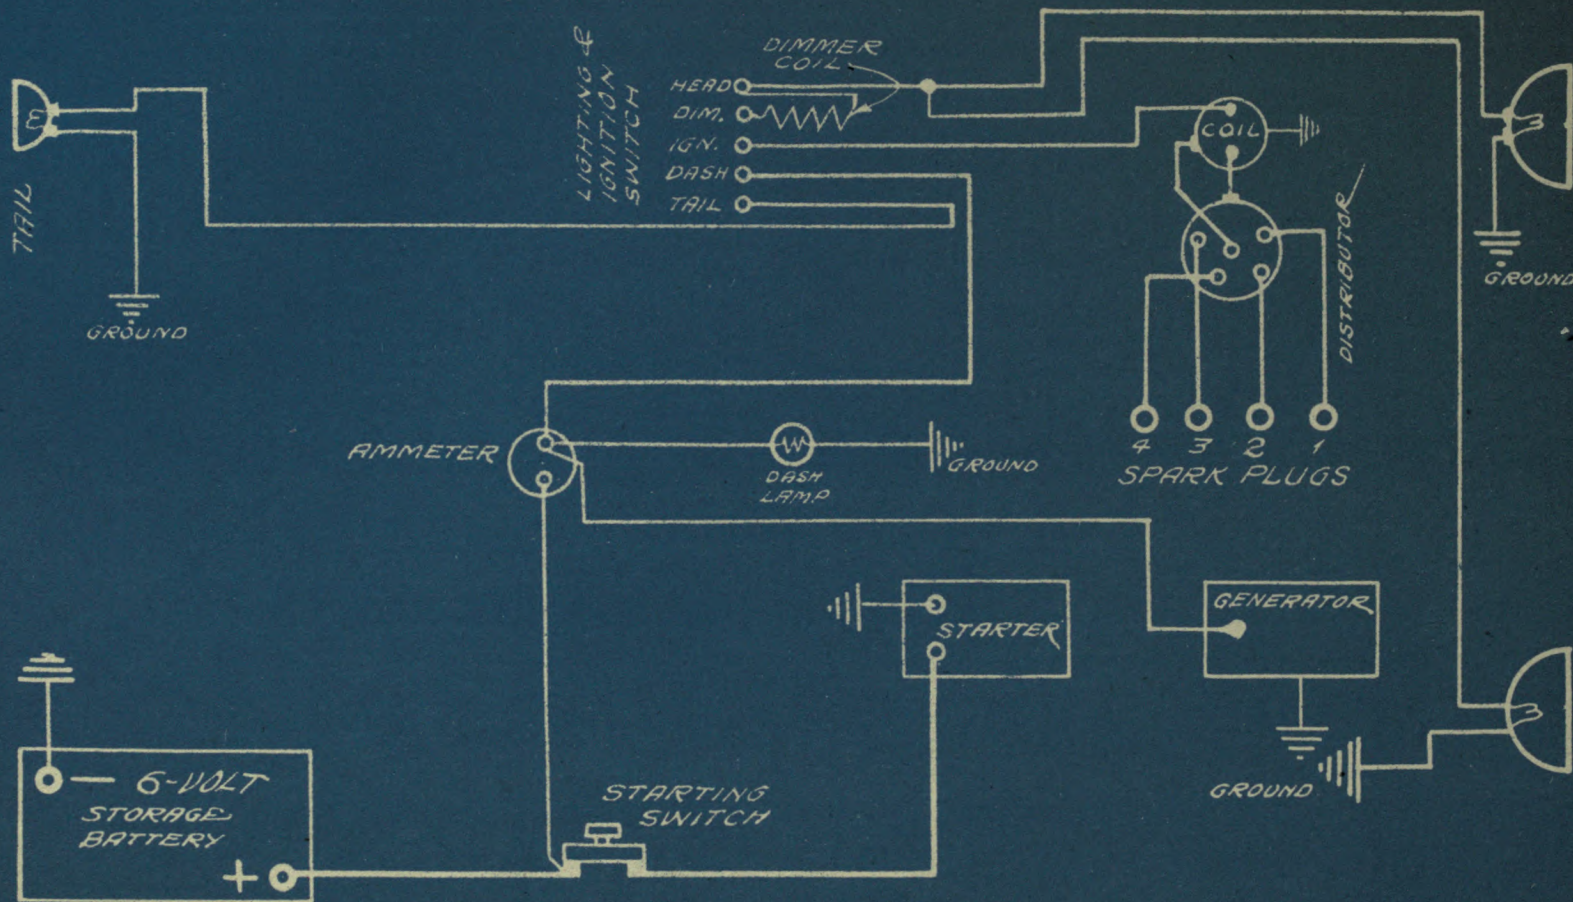 LIGHTING &
IGNITION
SWITCH
DIMMER
COIL
HEAD
DIM.
IGN.
DASH
TAIL
COIL
TAIL
GROUND
GROUND
DISTRIBUTOR
4 3 2 1
SPARK PLUGS
AMMETER
DASH
LAMP
GROUND
STARTER
GENERATOR
GROUND
— 6-VOLT
STORAGE
BATTERY
+
STARTING
SWITCH